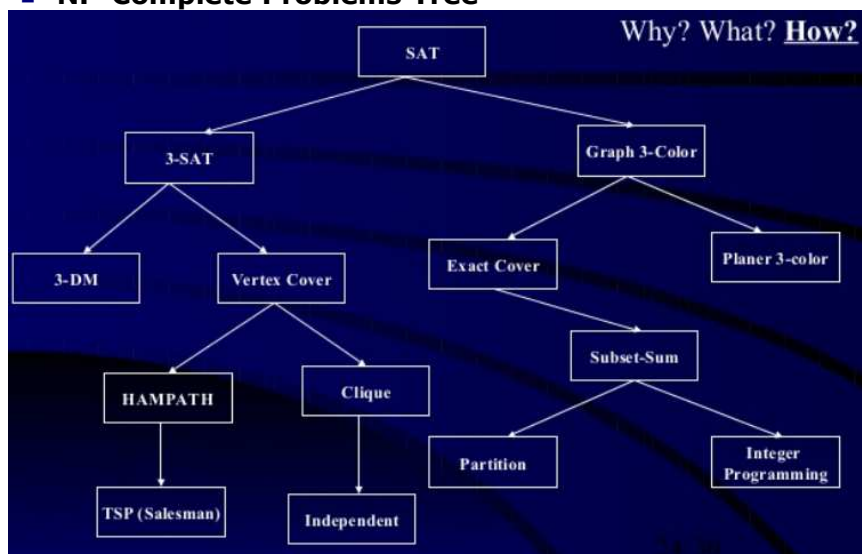 NP-Complete Problems Tree
Why? What? How?
SAT
3-SAT
Graph 3-Color
3-DM
Vertex Cover
Exact Cover
Planer 3-color
HAMPATH
Clique
Subset-Sum
TSP (Salesman)
Independent
Partition
Integer
Programming